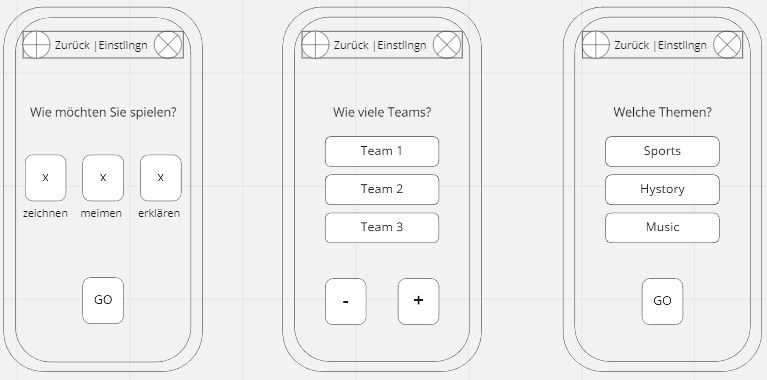 Zurück |Einstllngn
Wie möchten Sie spielen?
x x x
zeichnen meimen erklären
GO
Zurück |Einstllngn
Wie viele Teams?
Team 1
Team 2
Team 3
- +
Zurück |Einstllngn
Welche Themen?
Sports
Hystory
Music
GO